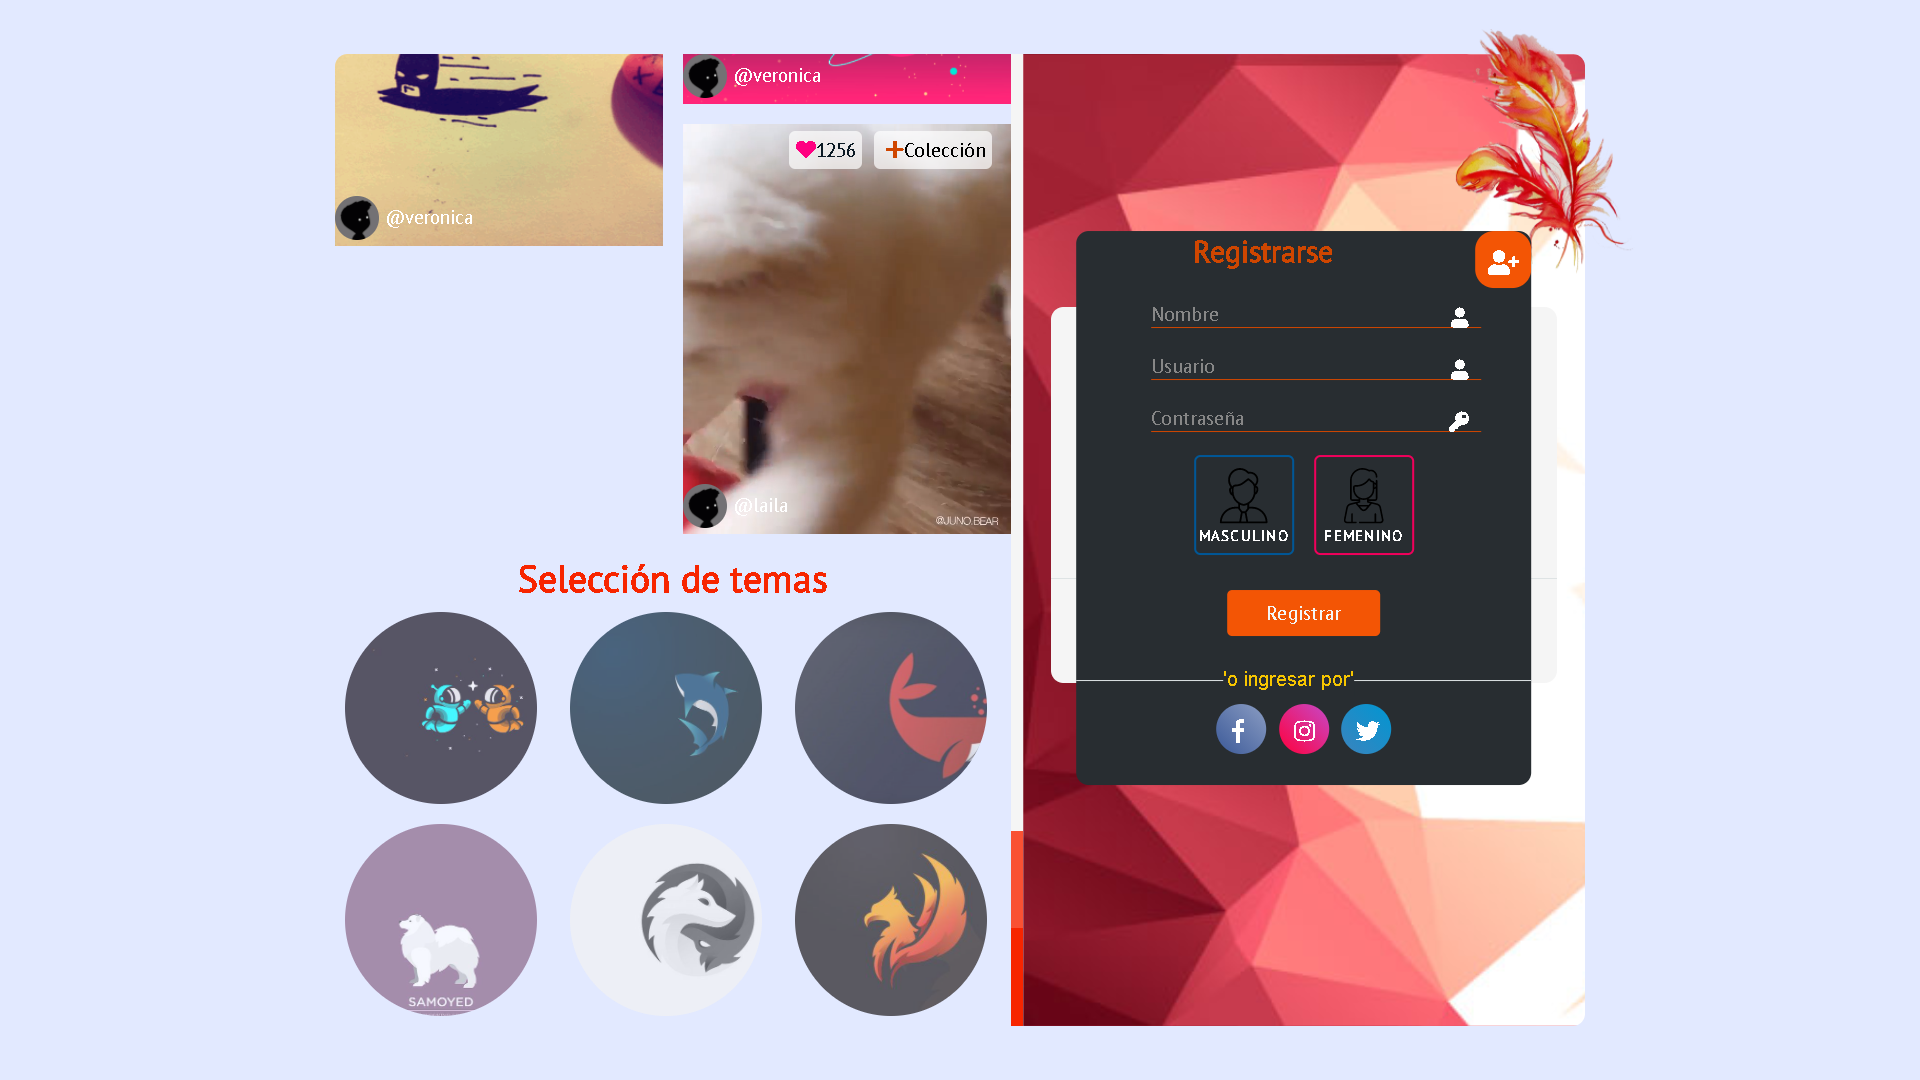 @veronica
@veronica
1256
Colección
@laila
@JUNO.BEAR
Selección de temas
SAMOYED
Registrarse
Nombre
Usuario
Contraseña
MASCULINO
FEMENINO
Registrar
'o ingresar por'